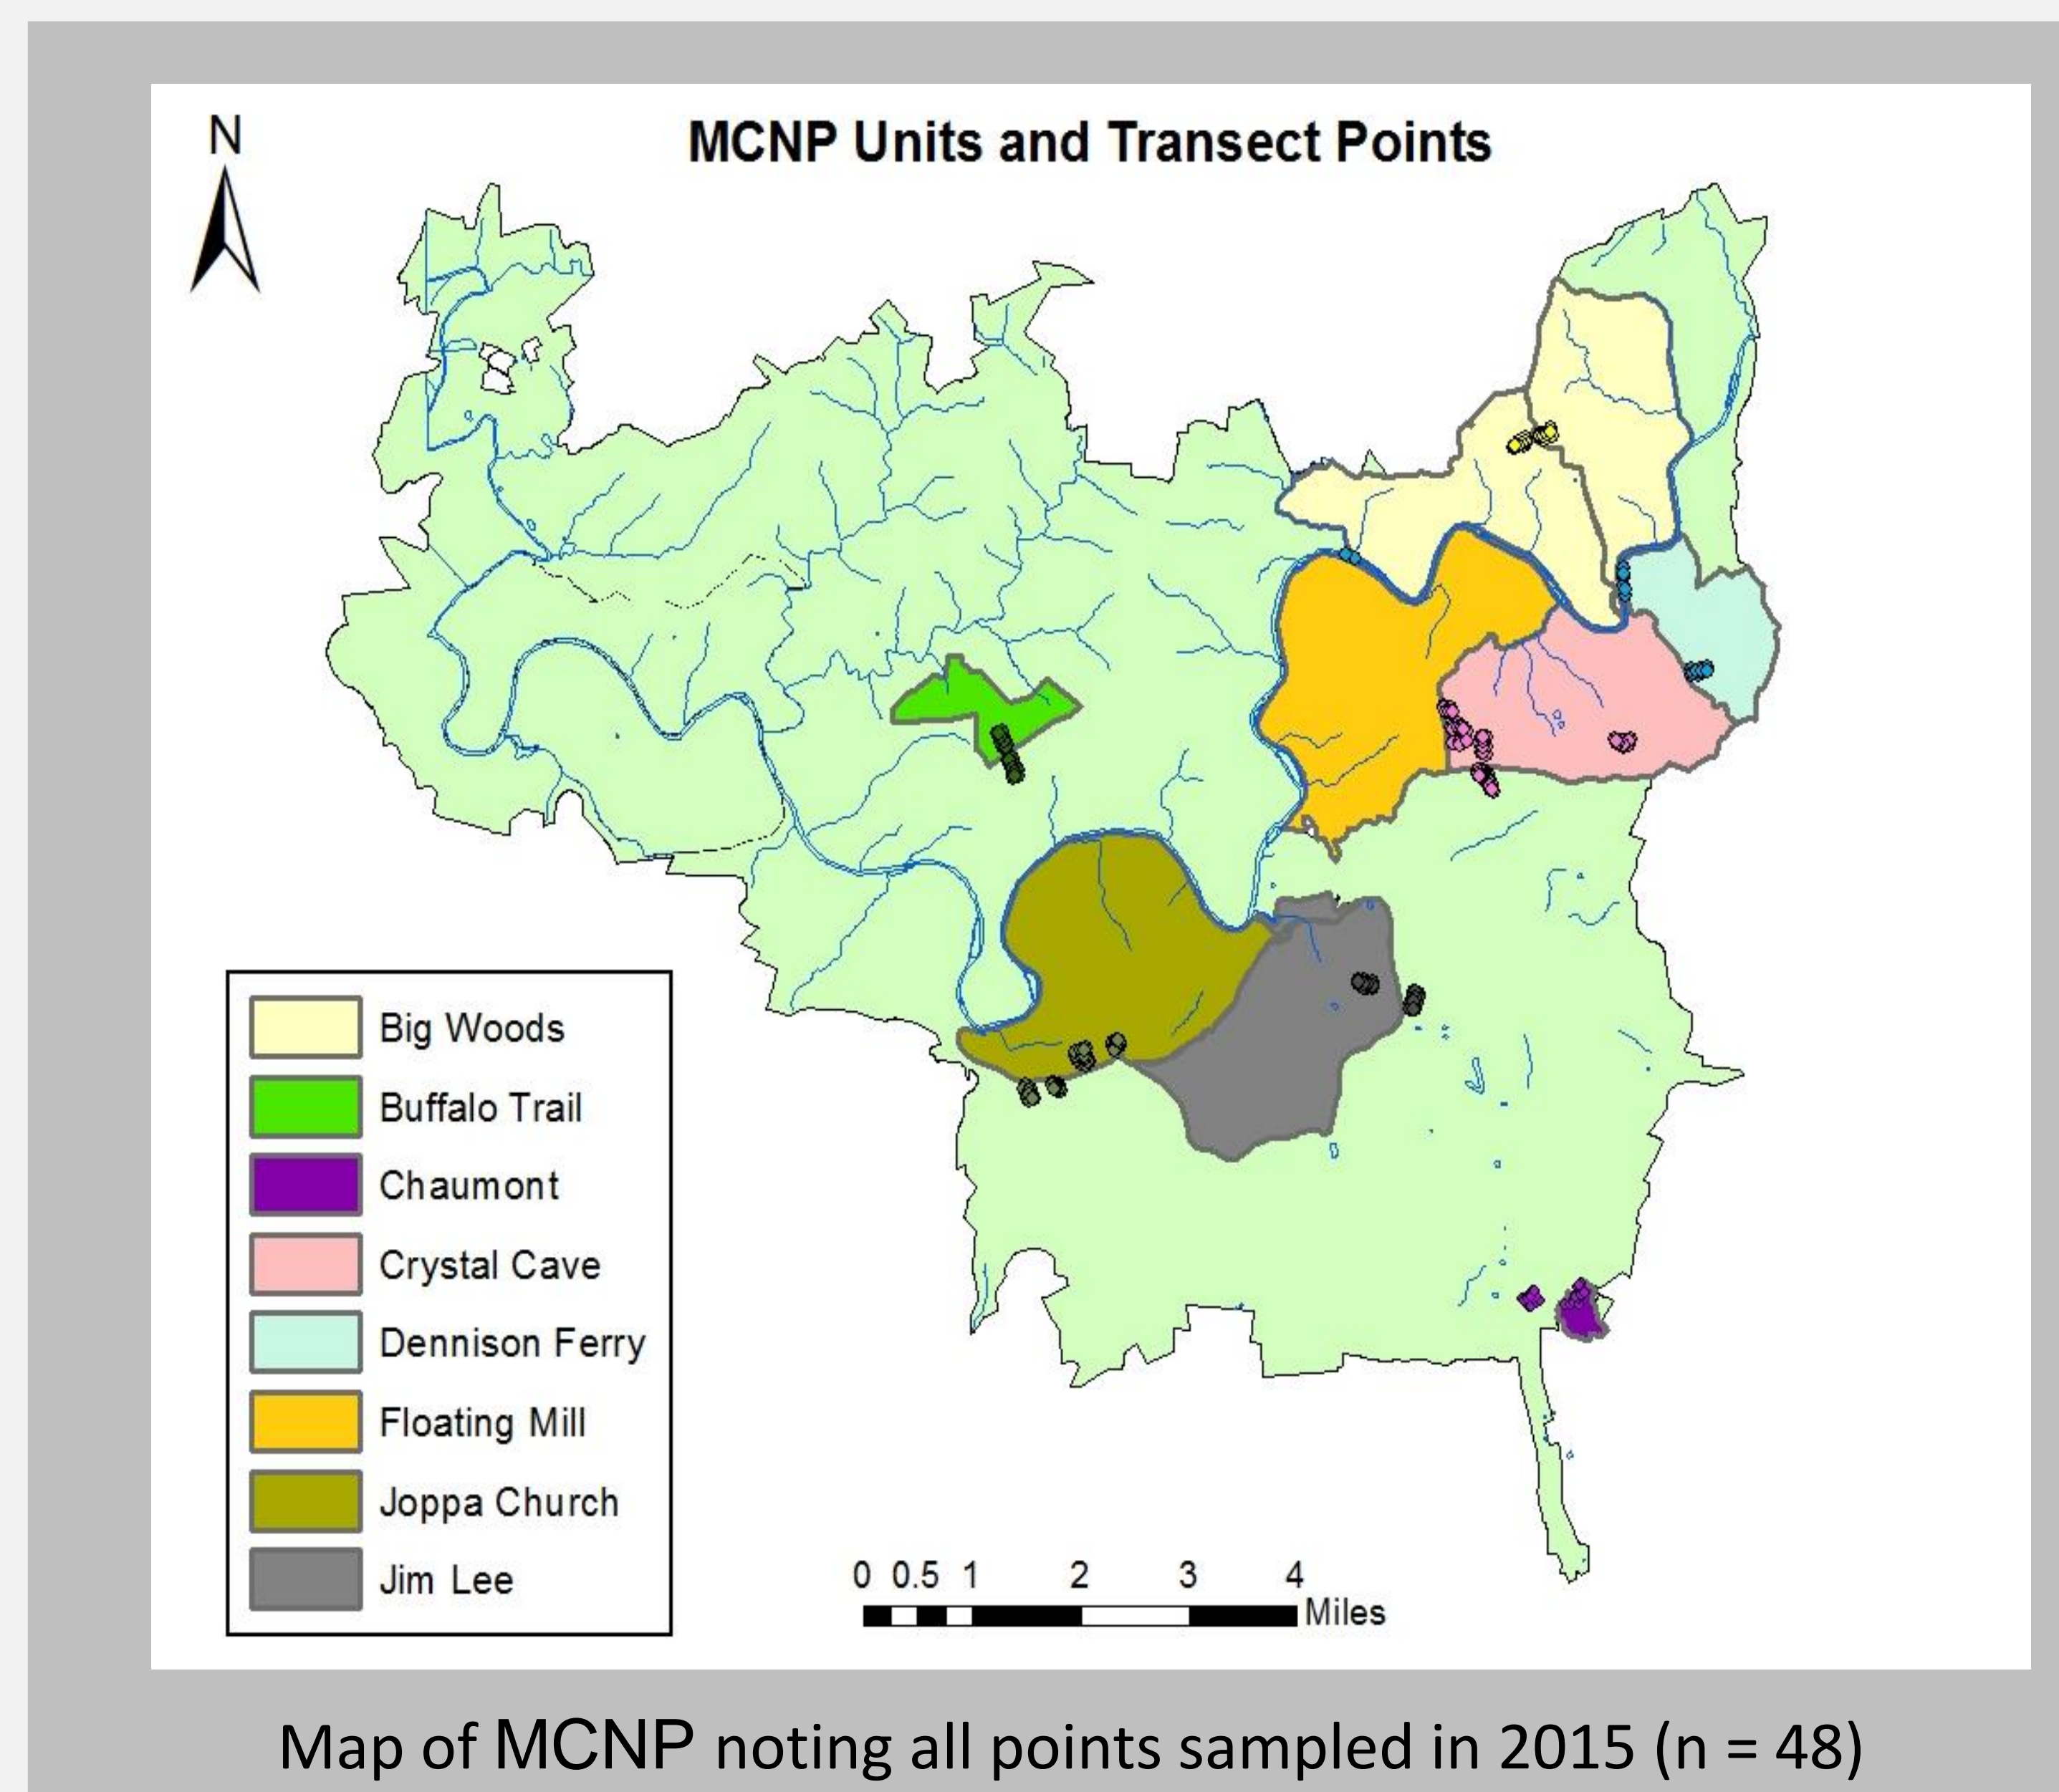 MCNP Units and Transect Points
N
Big Woods
Buffalo Trail
Chaumont
Crystal Cave
Dennison Ferry
Floating Mill
Joppa Church
Jim Lee
0 0.5 1 2 3 4
Miles
Map of MCNP noting all points sampled in 2015 (n = 48)